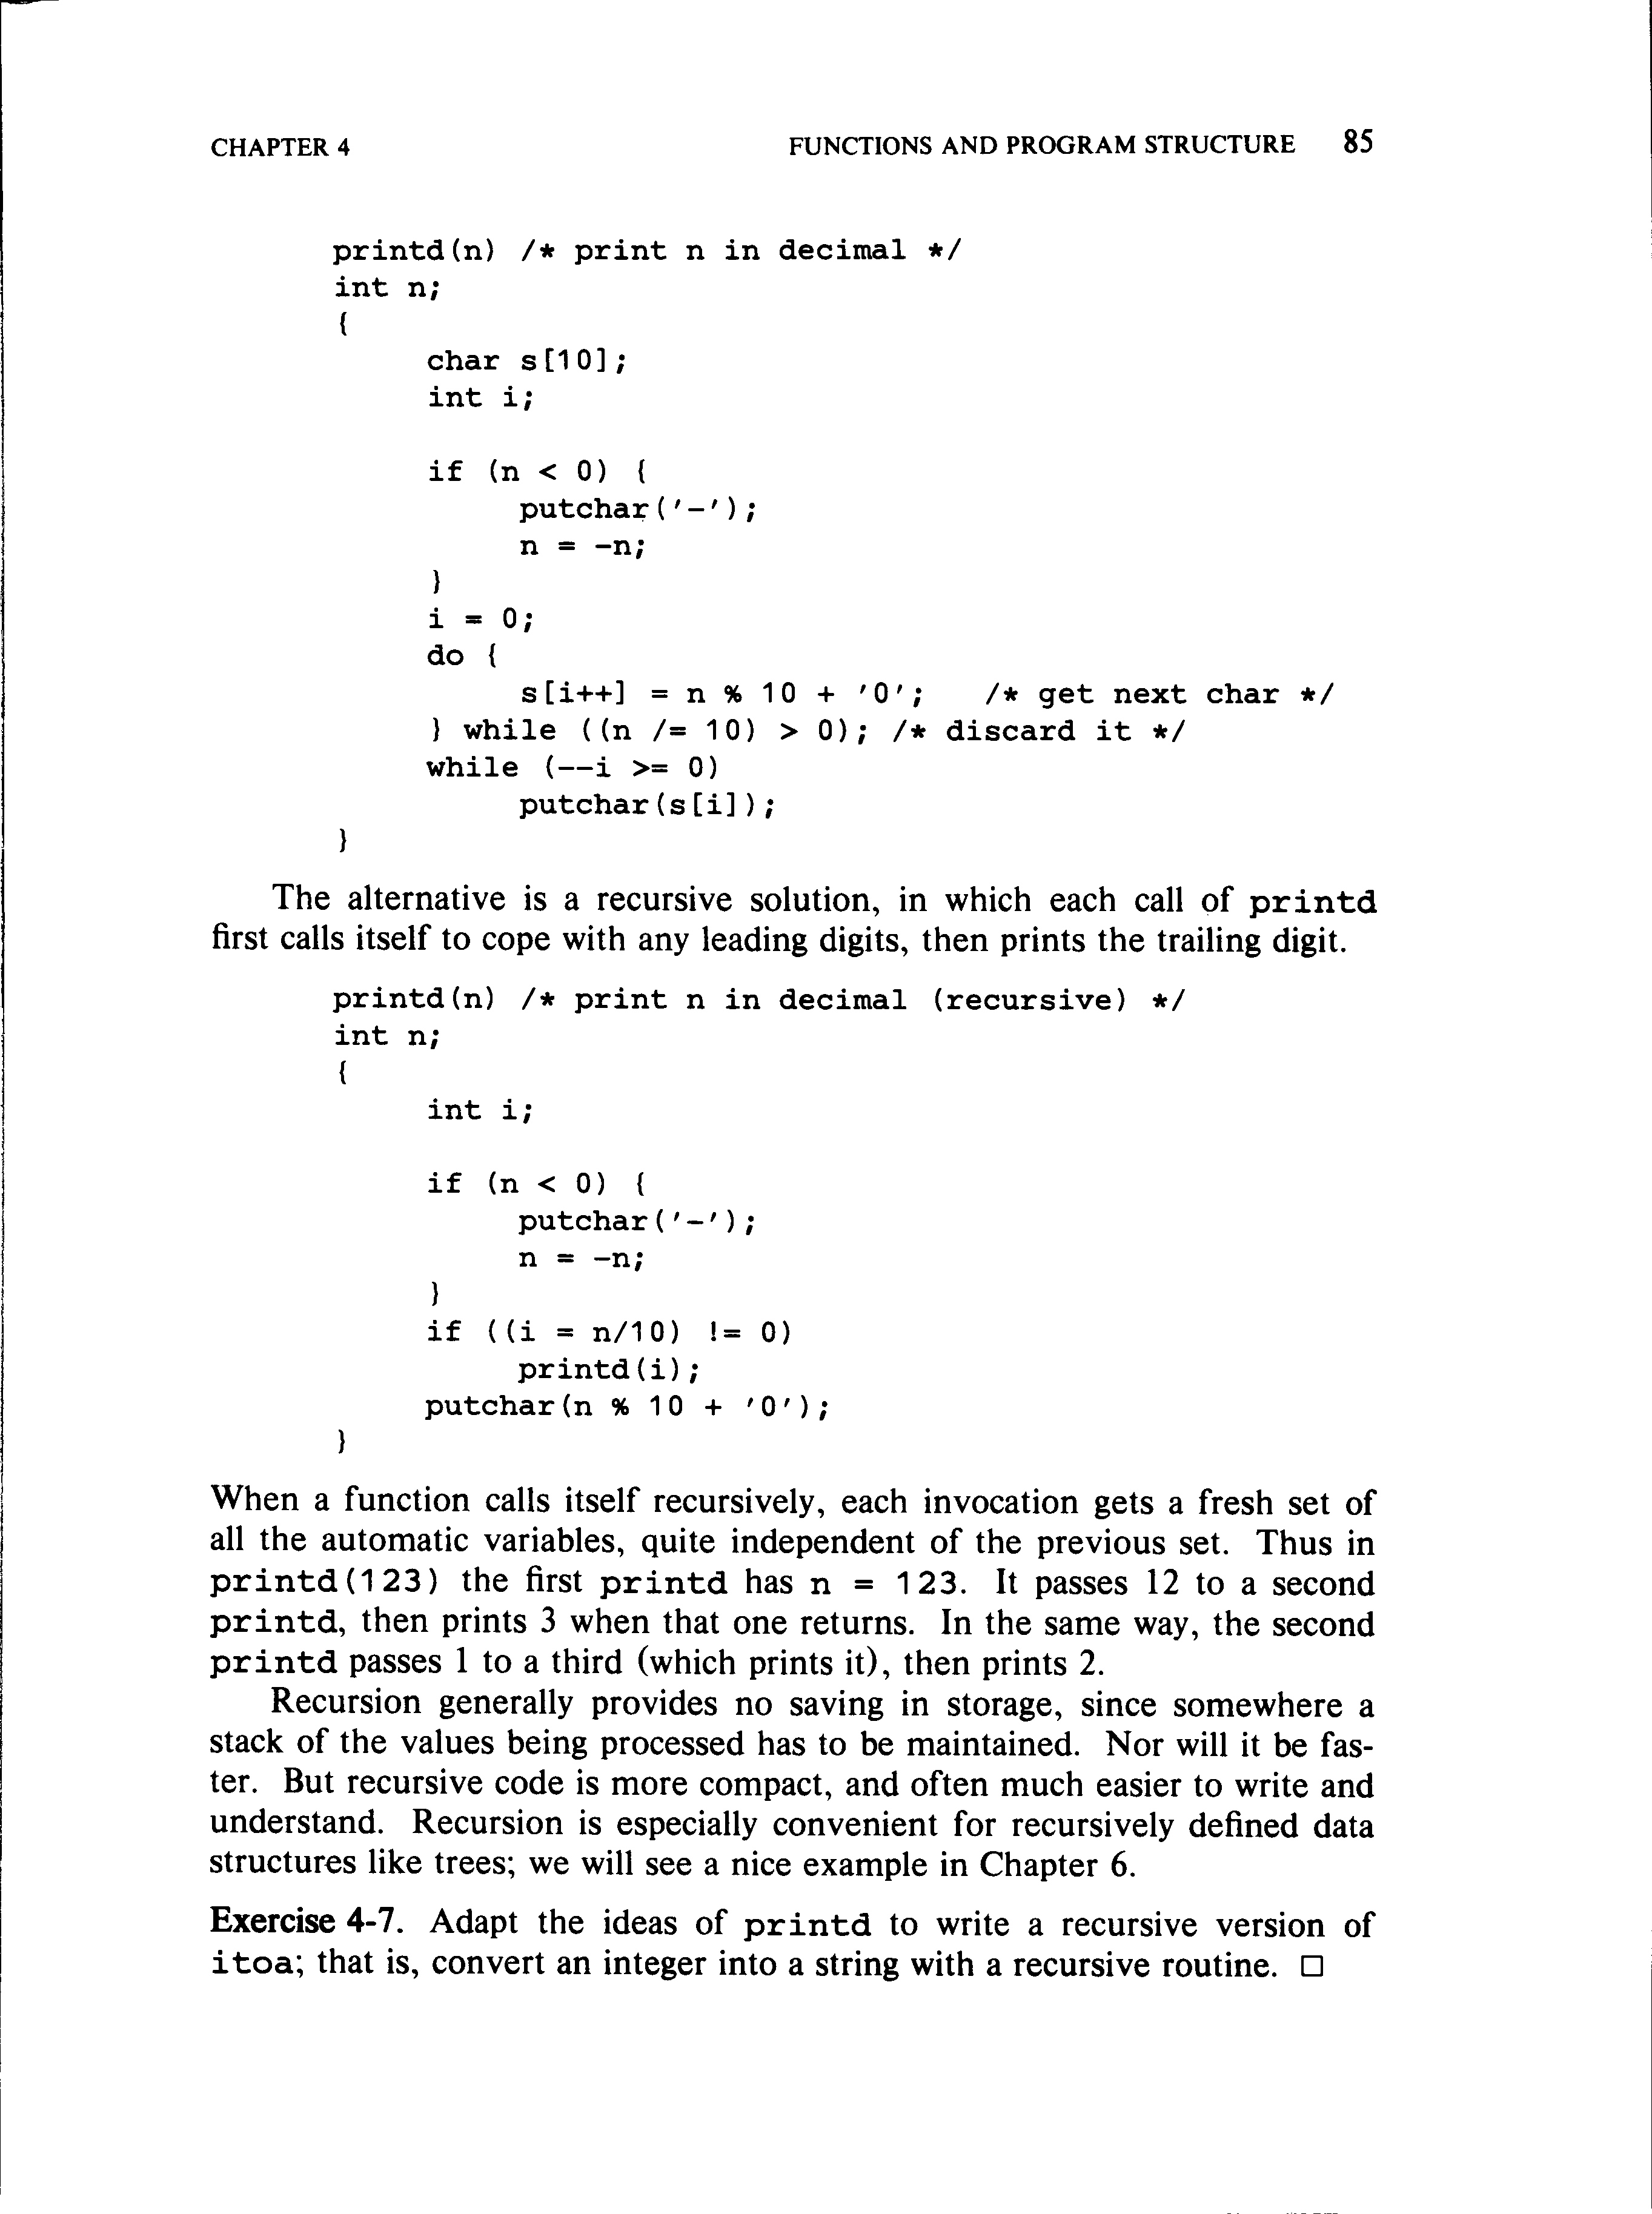 CHAPTER 4 FUNCTIONS AND PROGRAM STRUCTURE 85
printd(n) /* print n in decimal */
int n;
{
char s[10];
int i;
if (n < 0) {
putchar('-');
n = -n;
}
i = 0;
do {
s[i++] = n % 10 + '0'; /* get next char */
} while ((n /= 10) > 0); /* discard it */
while (--i >= 0)
putchar(s[i]);
}
The alternative is a recursive solution, in which each call of printd
first calls itself to cope with any leading digits, then prints the trailing digit.
printd(n) /* print n in decimal (recursive) */
int n;
{
int i;
if (n < 0) {
putchar('-');
n = -n;
}
if ((i = n/10) != 0)
printd(i);
putchar(n % 10 + '0');
}
When a function calls itself recursively, each invocation gets a fresh set of
all the automatic variables, quite independent of the previous set. Thus in
printd(123) the first printd has n = 123. It passes 12 to a second
printd, then prints 3 when that one returns. In the same way, the second
printd passes 1 to a third (which prints it), then prints 2.
Recursion generally provides no saving in storage, since somewhere a
stack of the values being processed has to be maintained. Nor will it be fas-
ter. But recursive code is more compact, and often much easier to write and
understand. Recursion is especially convenient for recursively defined data
structures like trees; we will see a nice example in Chapter 6.
Exercise 4-7. Adapt the ideas of printd to write a recursive version of
itoa; that is, convert an integer into a string with a recursive routine. □